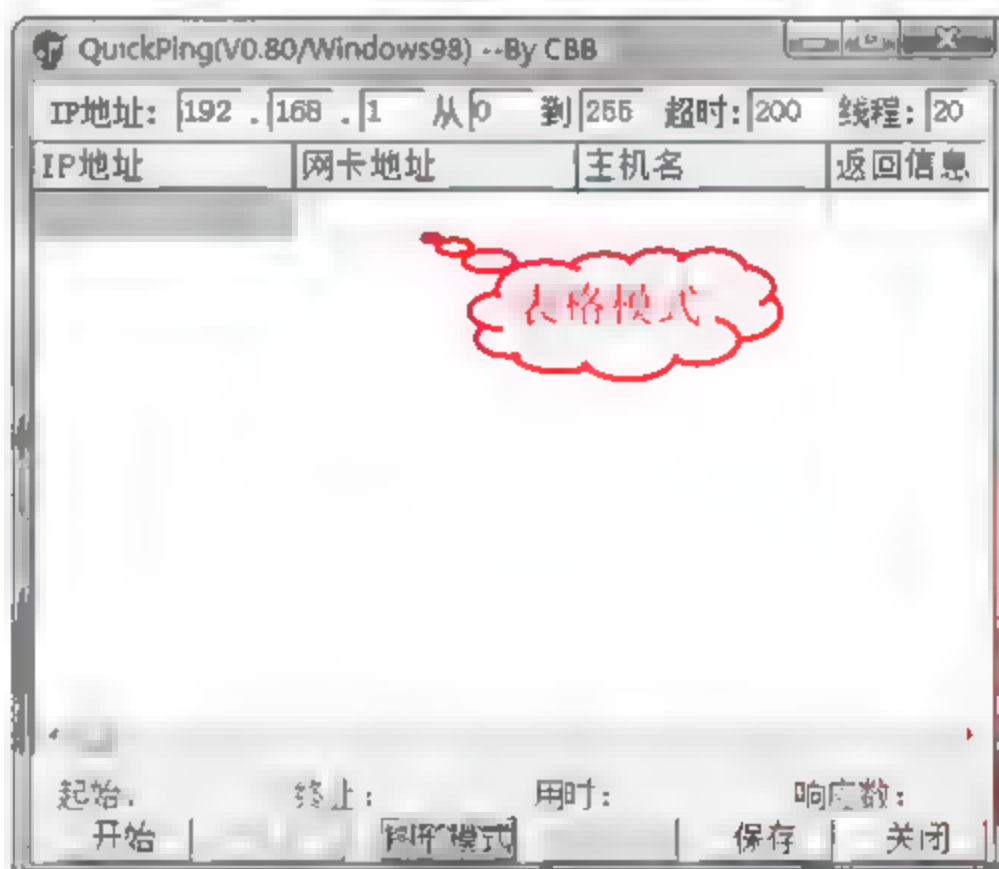 QuickPing(V0.80/Windows98) --By CBB
IP地址: 192 . 168 . 1 从 0 到 255 超时: 200 线程: 20
IP地址 网卡地址 主机名 返回信息
表格模式
起始: 终止: 用时: 响应数:
开始 模式 保存 关闭